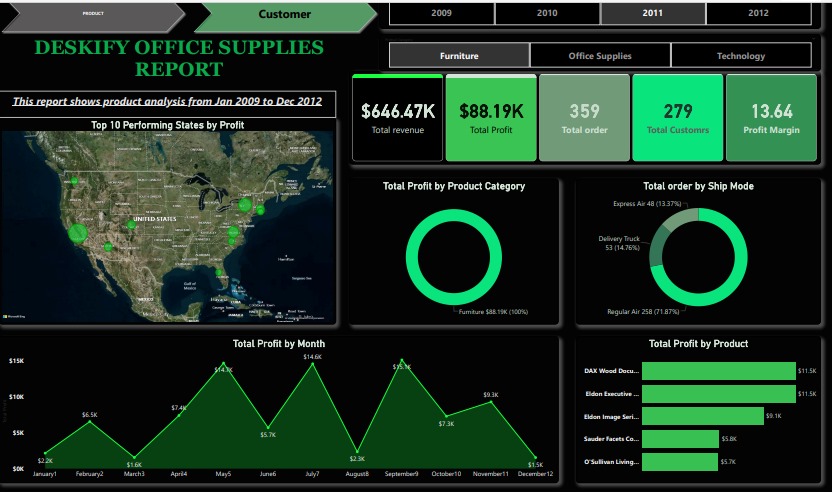 PRODUCT
Customer
2009
2010
2011
2012
DESKIFY OFFICE SUPPLIES
REPORT
Furniture
Office Supplies
Technology
This report shows product analysis from Jan 2009 to Dec 2012
$646.47K
Total revenue
$88.19K
Total Profit
359
Total order
279
Total Customrs
13.64
Profit Margin
Top 10 Performing States by Profit
UNITED STATES
MEXICO
Gulf of
Mexico
CUBA
Total Profit by Product Category
Furniture $88.19K (100%)
Total order by Ship Mode
Express Air 48 (13.37%)
Delivery Truck
53 (14.76%)
Regular Air 258 (71.87%)
Total Profit by Month
$15K
$10K
$5K
$0K
$2.2K
$6.5K
$1.6K
$7.4K
$14.7K
$5.7K
$14.6K
$2.3K
$15.1K
$7.3K
$9.3K
$1.5K
January1
February2
March3
April4
May5
June6
July7
August8
September9
October10
November11
December12
Total Profit by Product
DAX Wood Docu...
$11.5K
Eldon Executive ...
$11.5K
Eldon Image Seri...
$9.1K
Sauder Facets Co...
$5.8K
O'Sullivan Living...
$5.7K